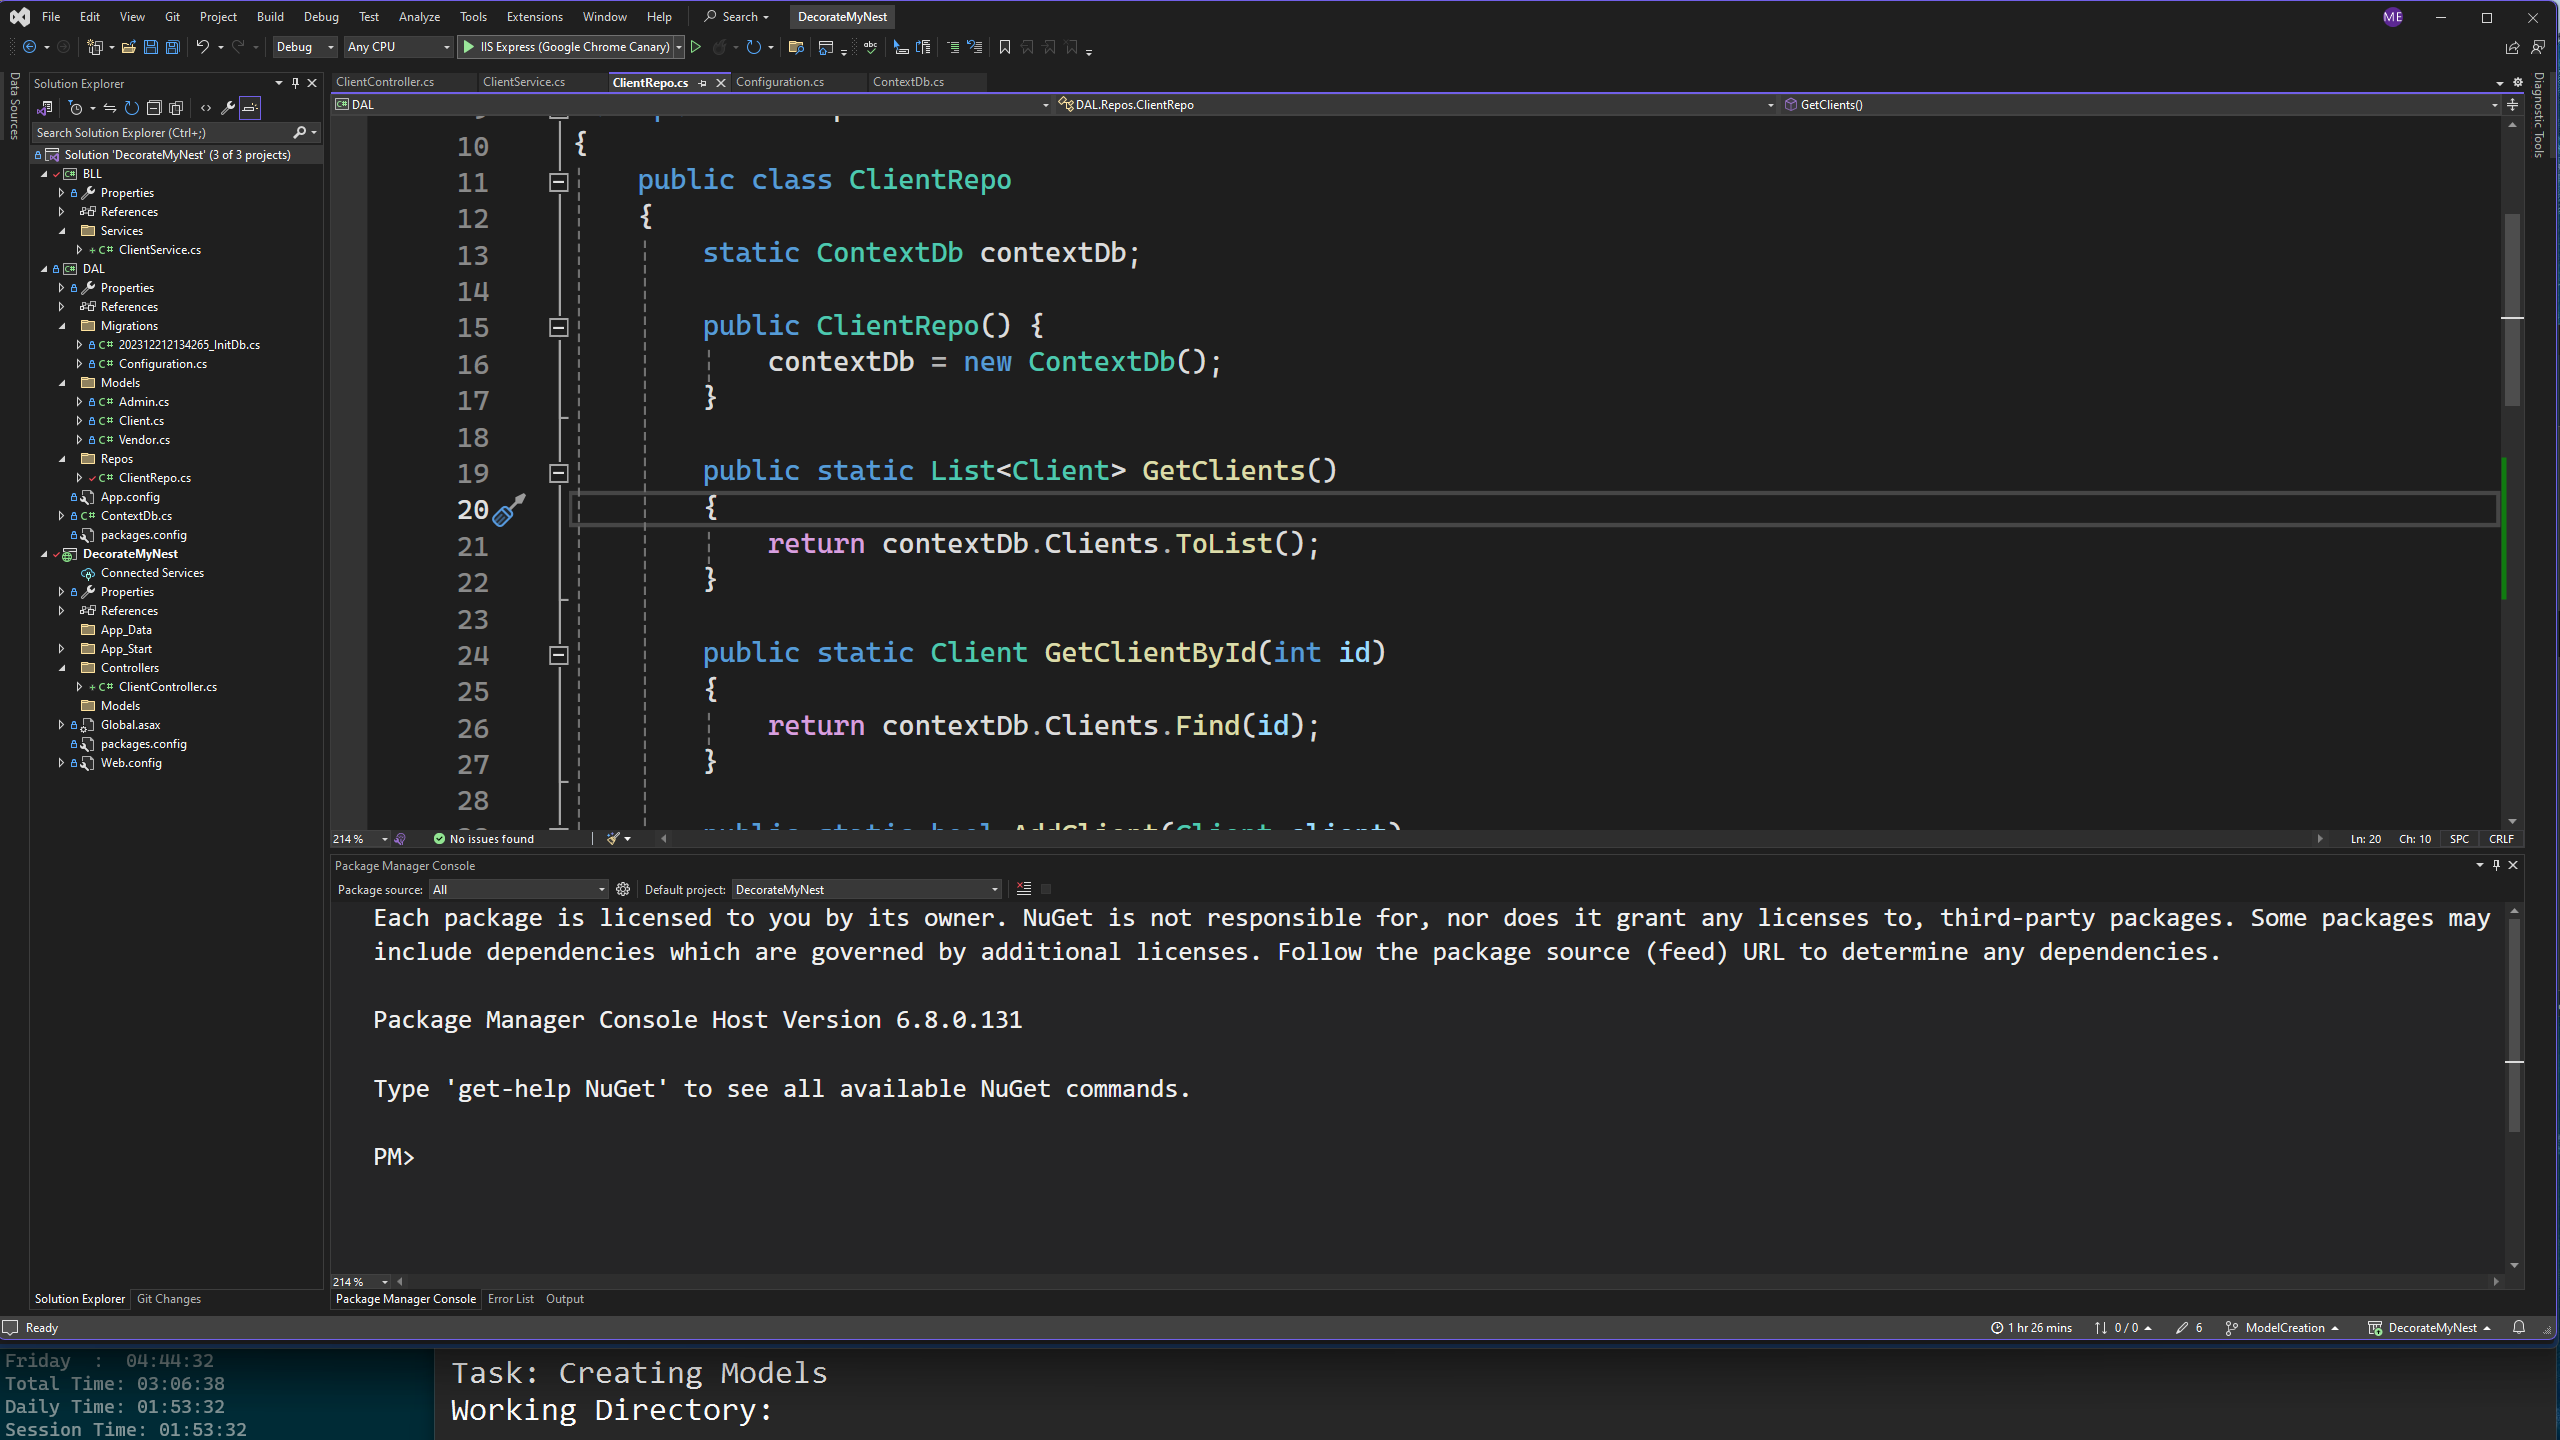 File Edit View Git Project Build Debug Test Analyze Tools Extensions Window Help Search DecorateMyNest ME
Debug Any CPU IIS Express (Google Chrome Canary)
Data Sources
Solution Explorer
Search Solution Explorer (Ctrl+;)
Solution 'DecorateMyNest' (3 of 3 projects)
BLL
Properties
References
Services
ClientService.cs
DAL
Properties
References
Migrations
202312212134265_InitDb.cs
Configuration.cs
Models
Admin.cs
Client.cs
Vendor.cs
Repos
ClientRepo.cs
App.config
ContextDb.cs
packages.config
DecorateMyNest
Connected Services
Properties
References
App_Data
App_Start
Controllers
ClientController.cs
Models
Global.asax
packages.config
Web.config
Solution Explorer Git Changes
ClientController.cs ClientService.cs ClientRepo.cs Configuration.cs ContextDb.cs
DAL DAL.Repos.ClientRepo GetClients()
10 {
11 public class ClientRepo
12 {
13 static ContextDb contextDb;
14
15 public ClientRepo() {
16 contextDb = new ContextDb();
17 }
18
19 public static List<Client> GetClients()
20 {
21 return contextDb.Clients.ToList();
22 }
23
24 public static Client GetClientById(int id)
25 {
26 return contextDb.Clients.Find(id);
27 }
28
public static bool AddClient(Client client)
214 % No issues found Ln: 20 Ch: 10 SPC CRLF
Package Manager Console
Package source: All Default project: DecorateMyNest
Each package is licensed to you by its owner. NuGet is not responsible for, nor does it grant any licenses to, third-party packages. Some packages may
include dependencies which are governed by additional licenses. Follow the package source (feed) URL to determine any dependencies.
Package Manager Console Host Version 6.8.0.131
Type 'get-help NuGet' to see all available NuGet commands.
PM>
214 %
Package Manager Console Error List Output
Diagnostic Tools
Ready 1 hr 26 mins 0 / 0 6 ModelCreation DecorateMyNest
Friday : 04:44:32
Total Time: 03:06:38
Daily Time: 01:53:32
Session Time: 01:53:32
Task: Creating Models
Working Directory: